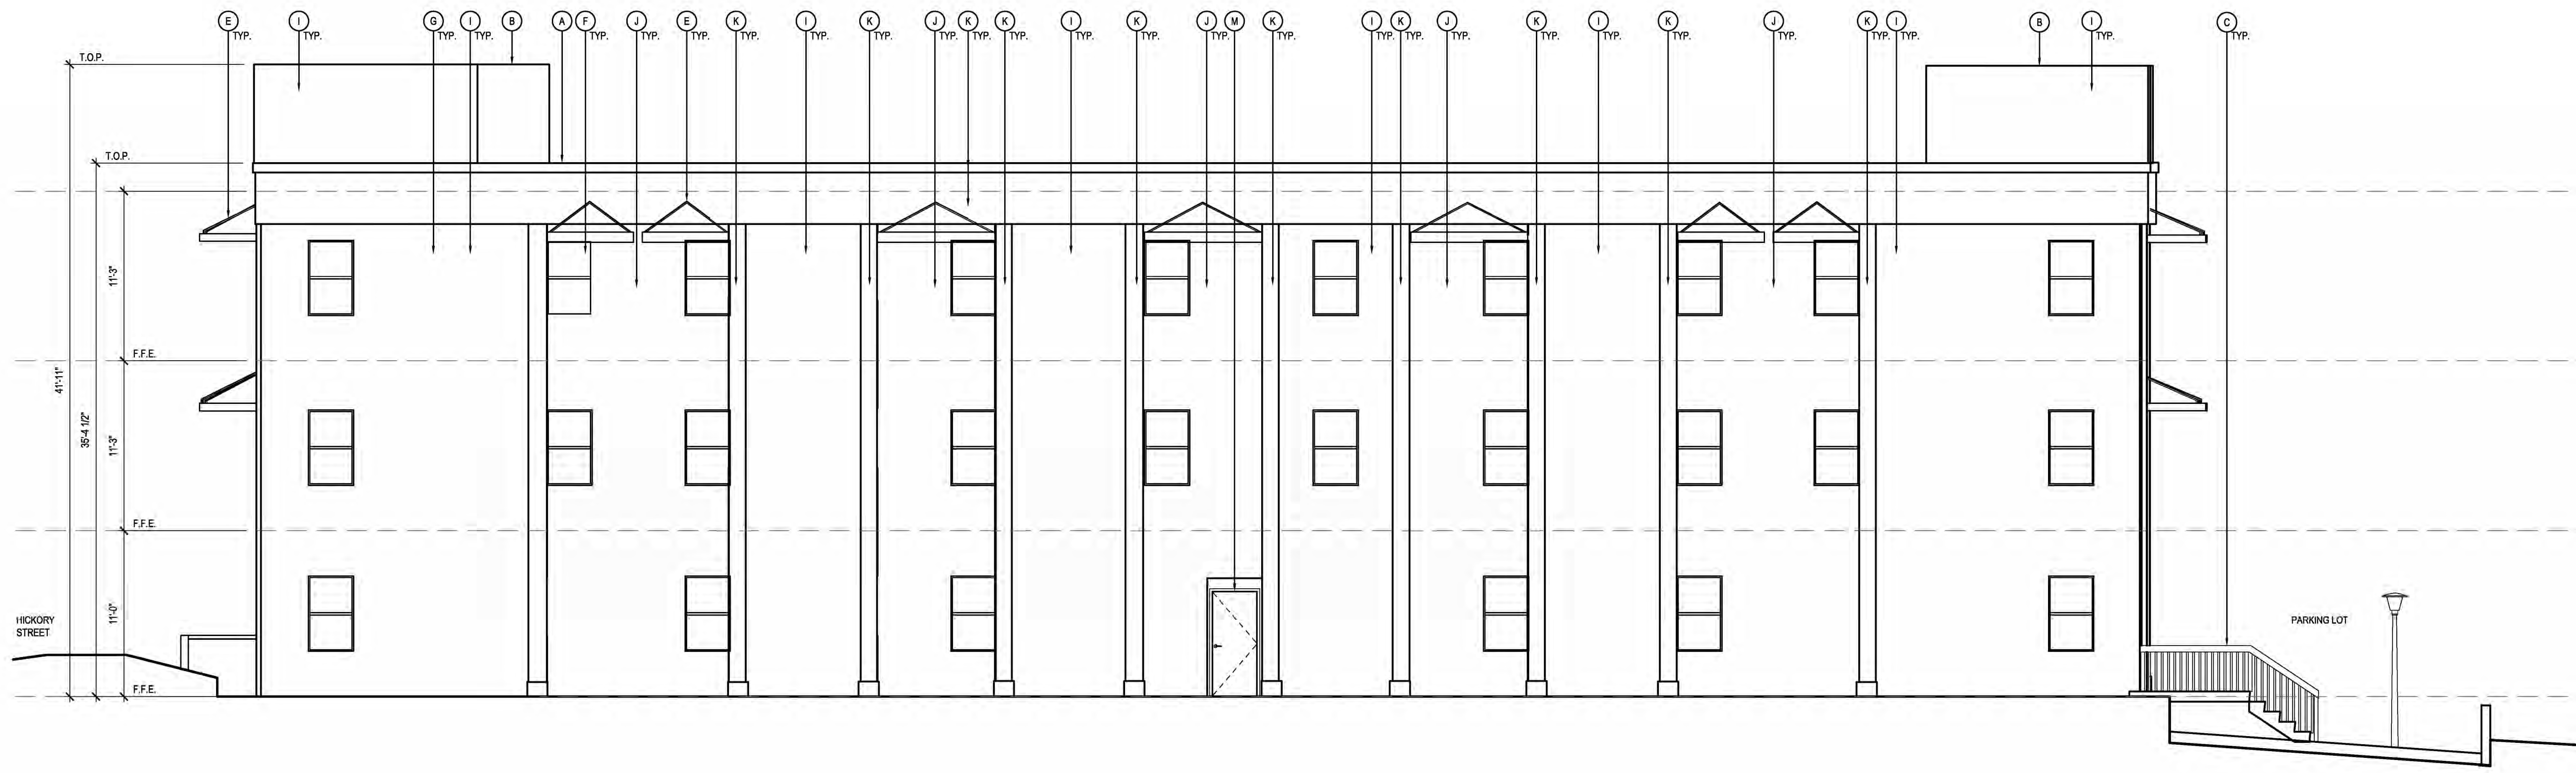 E
TYP.
I
TYP.
G
TYP.
I
TYP.
B
A
F
TYP.
J
TYP.
E
TYP.
K
TYP.
I
TYP.
K
TYP.
J
TYP.
K
TYP.
K
TYP.
I
TYP.
K
TYP.
J
TYP.
M
K
TYP.
I
TYP.
K
TYP.
J
TYP.
K
TYP.
I
TYP.
K
TYP.
J
TYP.
K
TYP.
I
TYP.
B
I
TYP.
C
TYP.
T.O.P.
T.O.P.
11'-3"
F.F.E.
41'-11"
35'-4 1/2"
11'-3"
F.F.E.
11'-0"
HICKORY
STREET
PARKING LOT
F.F.E.